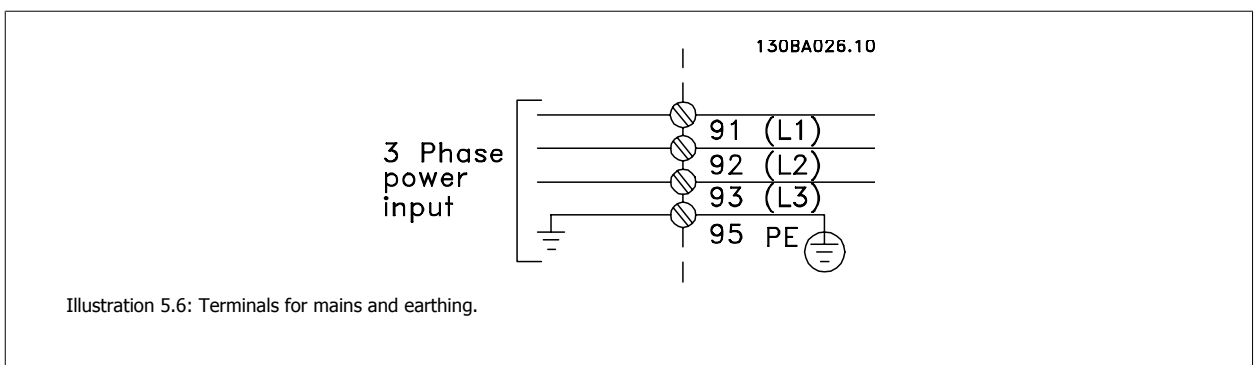 130BA026.10
91 (L1)
3 Phase
power
input
92 (L2)
93 (L3)
95 PE
Illustration 5.6: Terminals for mains and earthing.